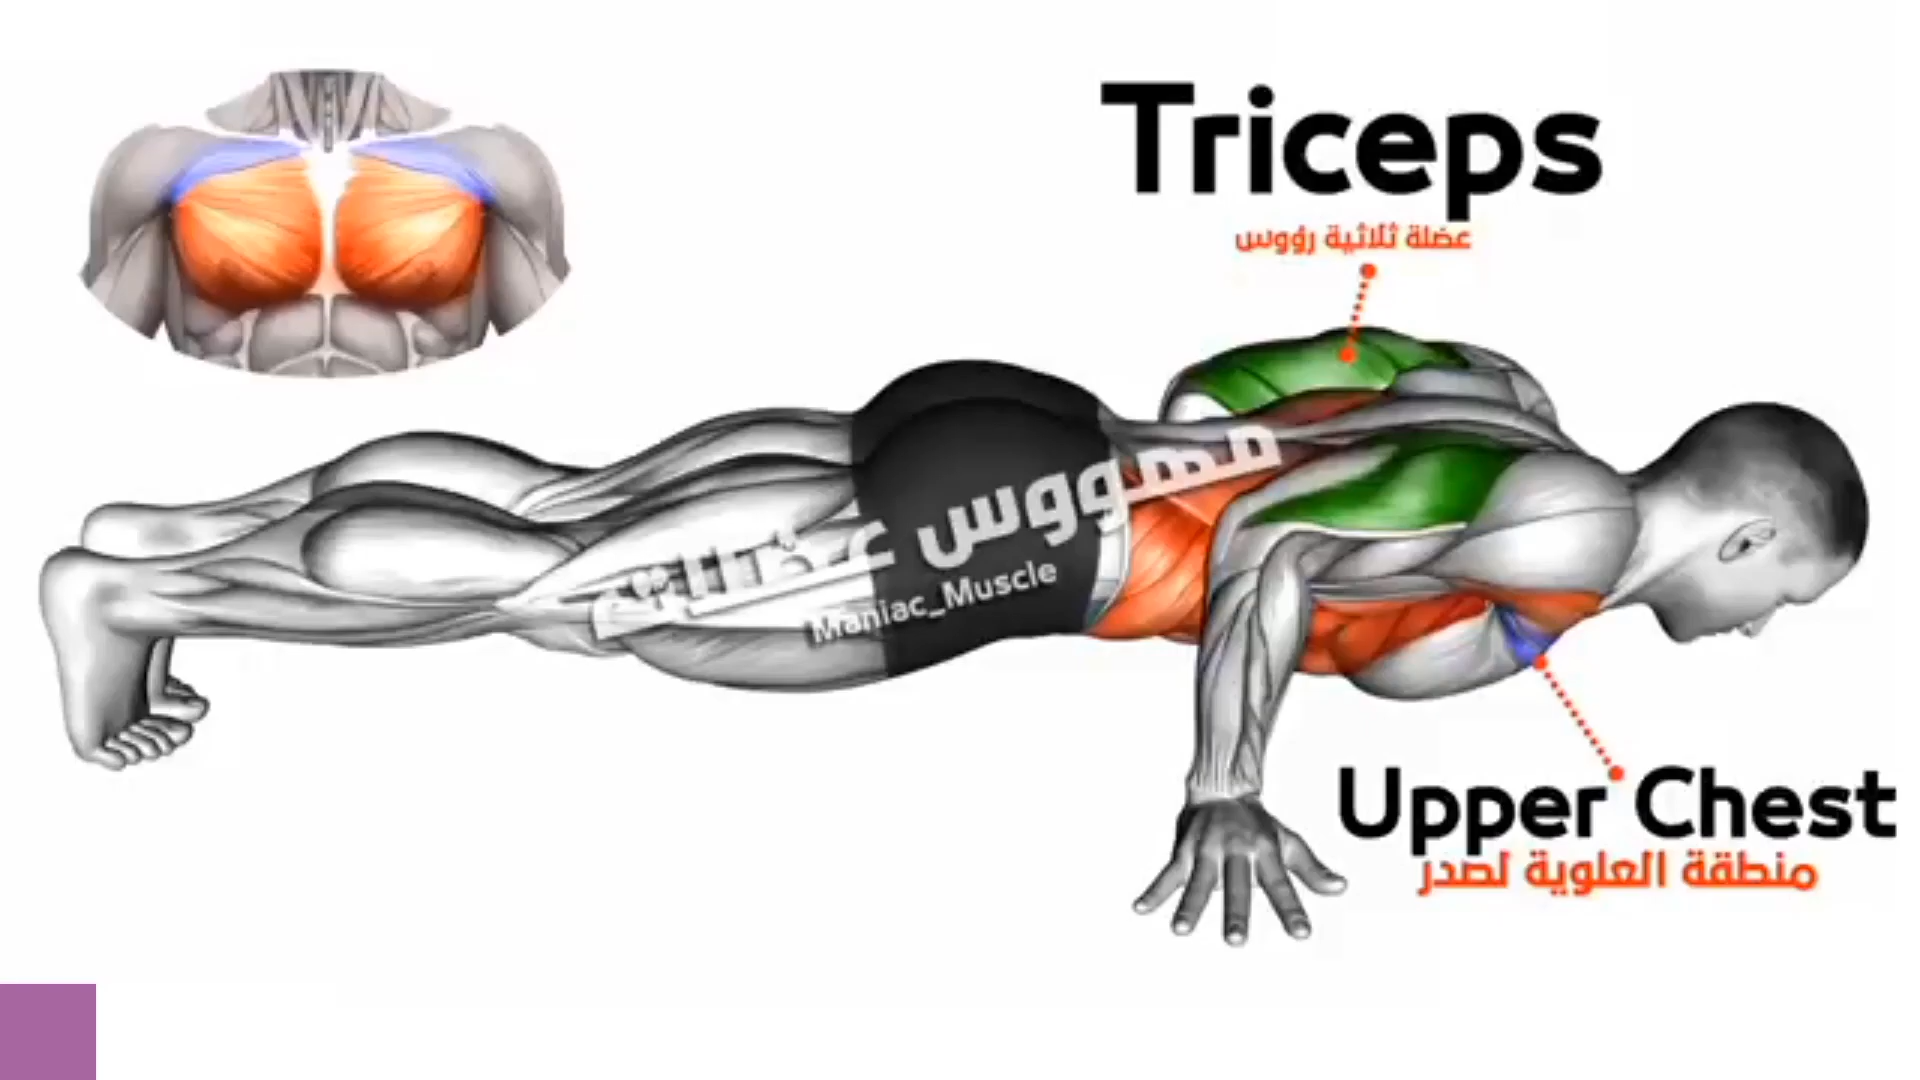 Triceps
عضلة ثلاثية رؤوس
مهووس عضلات
Maniac_Muscle
Upper Chest
منطقة العلوية لصدر